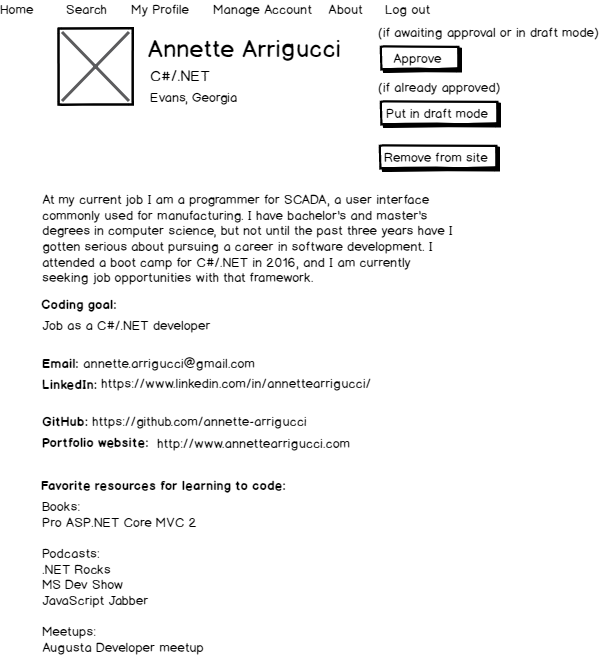 Home Search My Profile Manage Account About Log out
(if awaiting approval or in draft mode)
Annette Arrigucci
Approve
C#/.NET
(if already approved)
Evans, Georgia
Put in draft mode
Remove from site
At my current job I am a programmer for SCADA, a user interface
commonly used for manufacturing. I have bachelor's and master's
degrees in computer science, but not until the past three years have I
gotten serious about pursuing a career in software development. I
attended a boot camp for C#/.NET in 2016, and I am currently
seeking job opportunities with that framework.
Coding goal:
Job as a C#/.NET developer
Email: annette.arrigucci@gmail.com
LinkedIn: https://www.linkedin.com/in/annettearrigucci/
GitHub: https://github.com/annette-arrigucci
Portfolio website: http://www.annettearrigucci.com
Favorite resources for learning to code:
Books:
Pro ASP.NET Core MVC 2
Podcasts:
.NET Rocks
MS Dev Show
JavaScript Jabber
Meetups:
Augusta Developer meetup